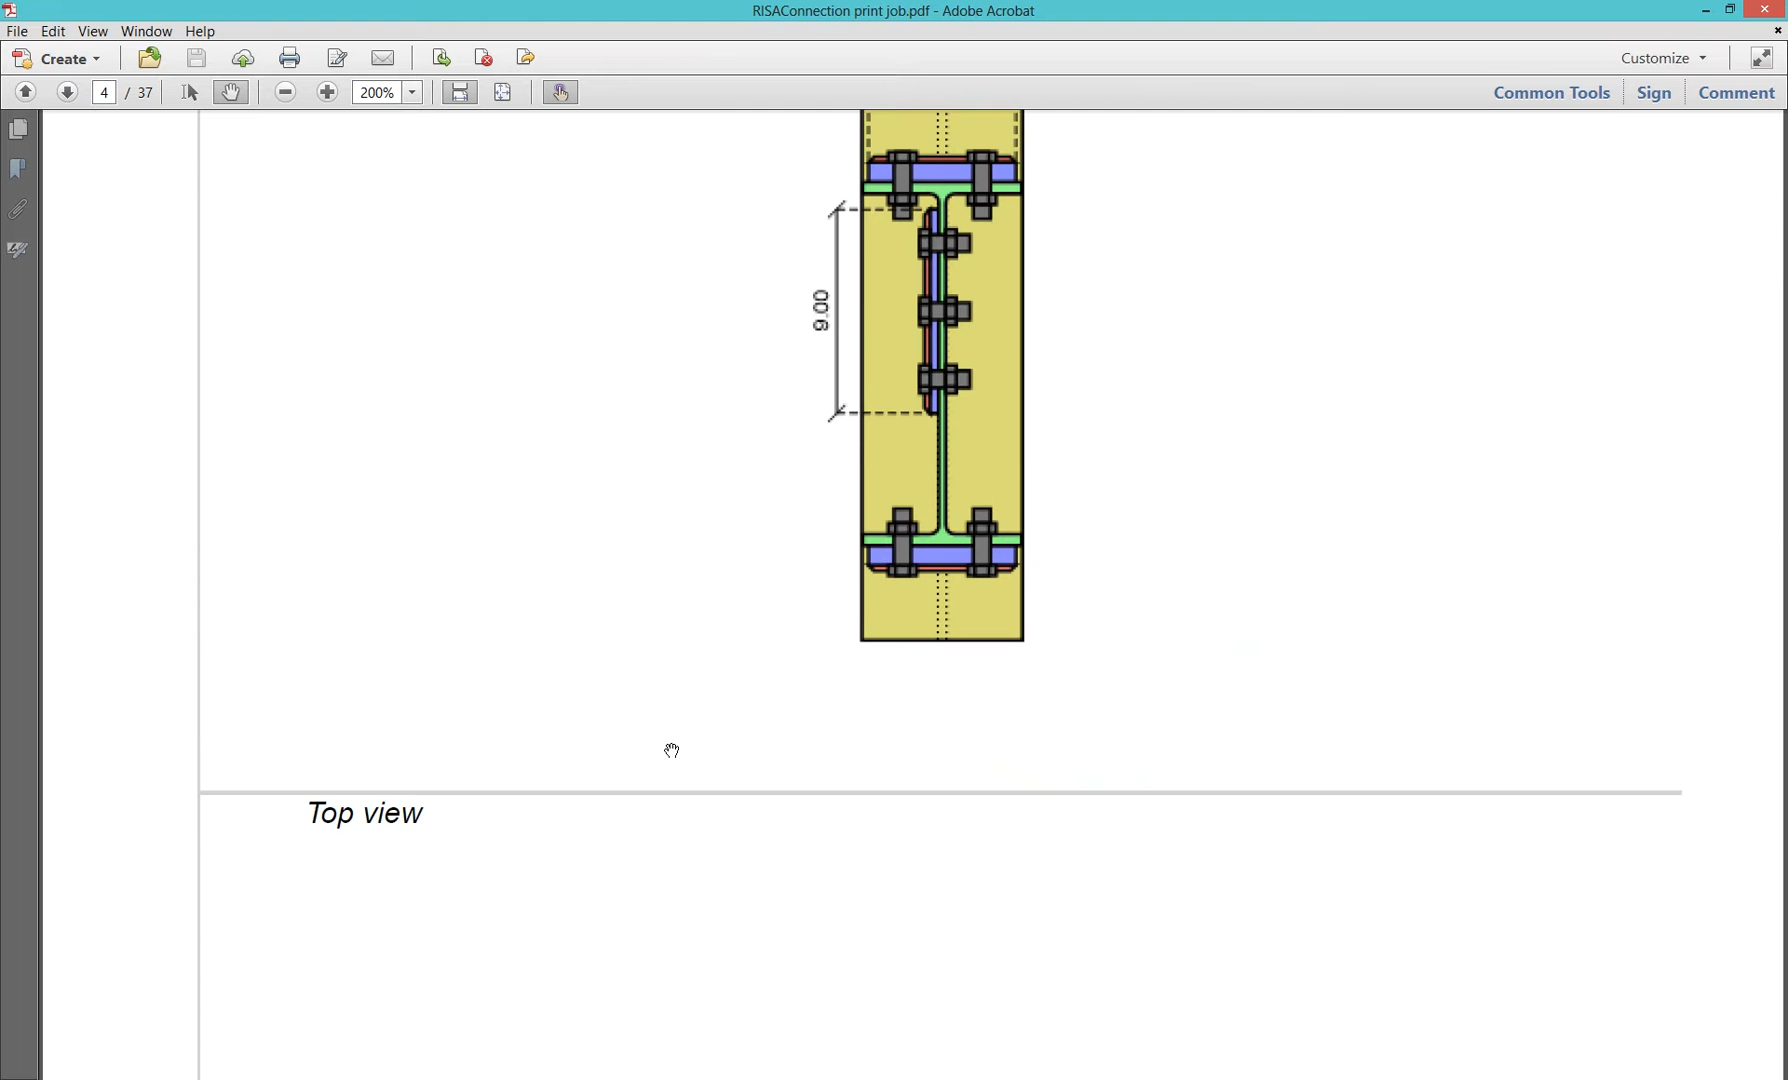 RISAConnection print job.pdf - Adobe Acrobat
File Edit View Window Help
Create Customize
4 / 37 200% Common Tools Sign Comment
9.00
Top view